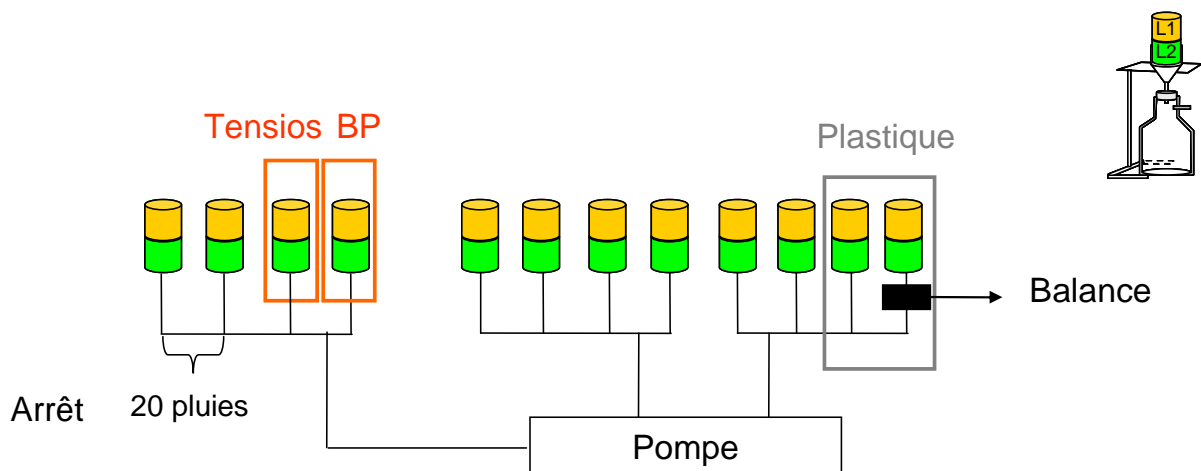 L1
L2
Tensios BP
Plastique
Balance
Arrêt
20 pluies
Pompe